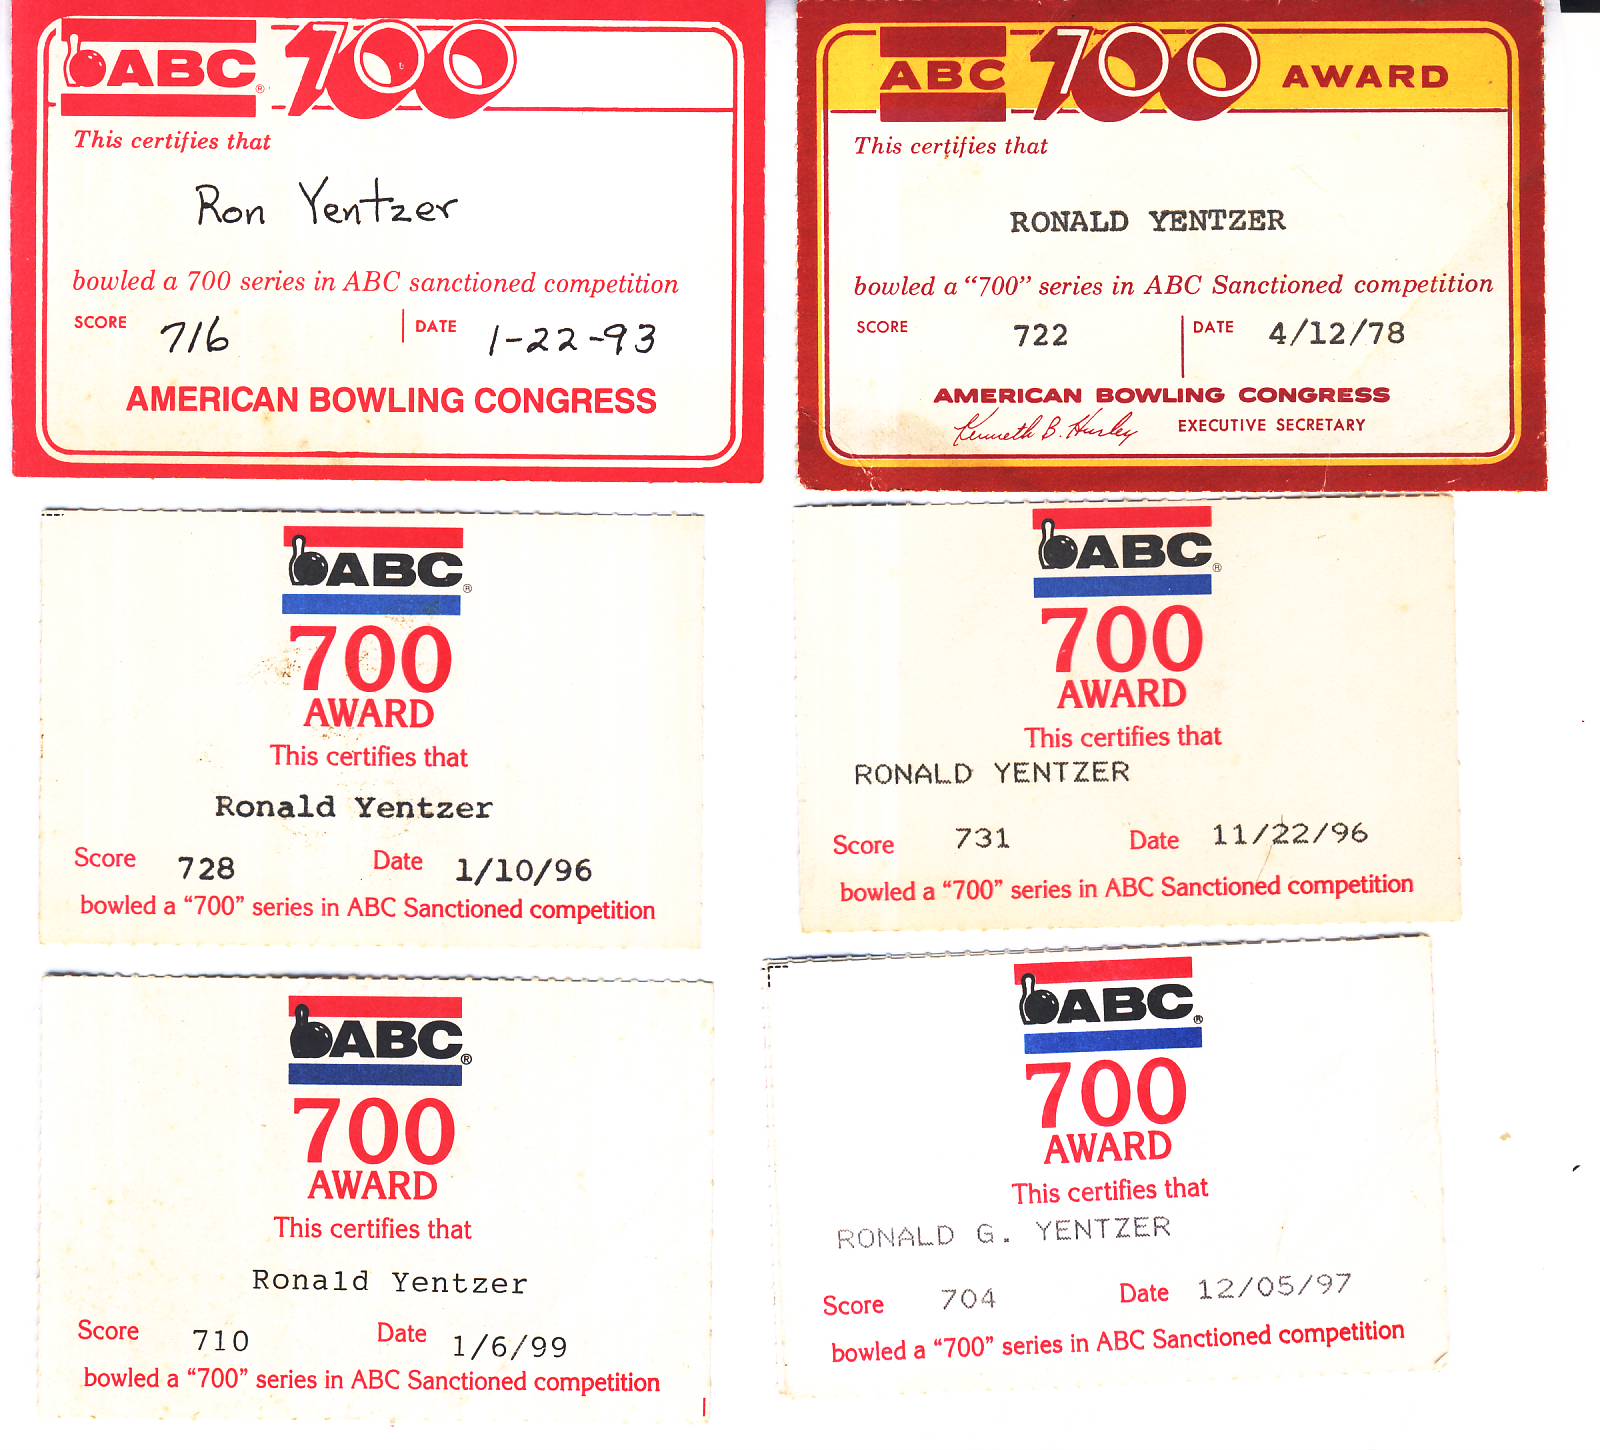 ABC® 700
This certifies that
Ron Yentzer
bowled a 700 series in ABC sanctioned competition
SCORE 716 DATE 1-22-93
AMERICAN BOWLING CONGRESS
ABC 700 AWARD
This certifies that
RONALD YENTZER
bowled a “700” series in ABC Sanctioned competition
SCORE 722 DATE 4/12/78
AMERICAN BOWLING CONGRESS
Kenneth B. Hurley EXECUTIVE SECRETARY
ABC®
700
AWARD
This certifies that
Ronald Yentzer
Score 728 Date 1/10/96
bowled a “700” series in ABC Sanctioned competition
ABC®
700
AWARD
This certifies that
RONALD YENTZER
Score 731 Date 11/22/96
bowled a “700” series in ABC Sanctioned competition
ABC®
700
AWARD
This certifies that
Ronald Yentzer
Score 710 Date 1/6/99
bowled a “700” series in ABC Sanctioned competition
ABC®
700
AWARD
This certifies that
RONALD G. YENTZER
Score 704 Date 12/05/97
bowled a “700” series in ABC Sanctioned competition